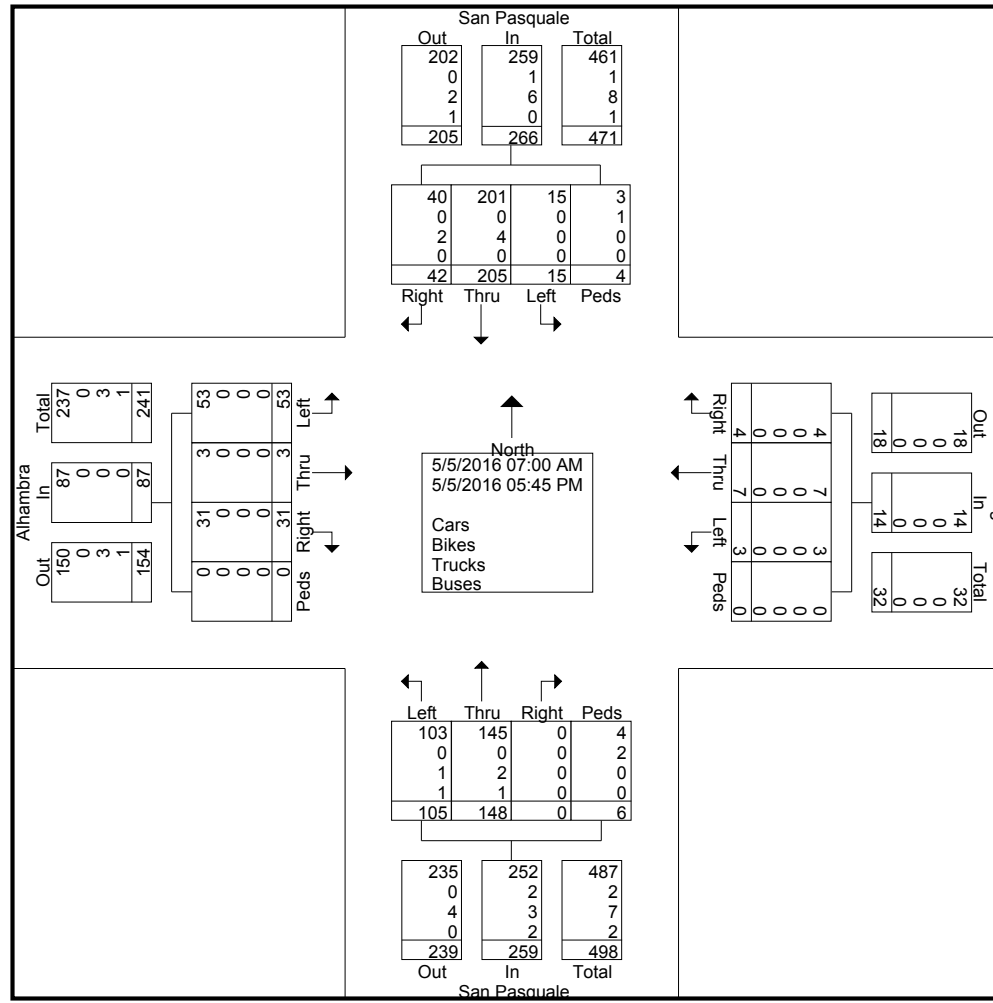 San Pasquale
Out In Total
202 259 461
0 1 1
2 6 8
1 0 1
205 266 471
40 201 15 3
0 0 0 1
2 4 0 0
0 0 0 0
42 205 15 4
Right Thru Left Peds
Alhambra
Total
237 0 3 1 241
In
87 0 0 0 87
Out
150 0 3 1 154
53 0 0 0 53
Left
3 0 0 0 3
Thru
31 0 0 0 31
Right
0 0 0 0 0
Peds
North
5/5/2016 07:00 AM
5/5/2016 05:45 PM
Cars
Bikes
Trucks
Buses
Right
4 0 0 0 4
Thru
7 0 0 0 7
Left
3 0 0 0 3
Peds
0 0 0 0 0
Out
18 0 0 0 18
In
14 0 0 0 14
Total
32 0 0 0 32
Left Thru Right Peds
103 145 0 4
0 0 0 2
1 2 0 0
1 1 0 0
105 148 0 6
235 252 487
0 2 2
4 3 7
0 2 2
239 259 498
Out In Total
San Pasquale